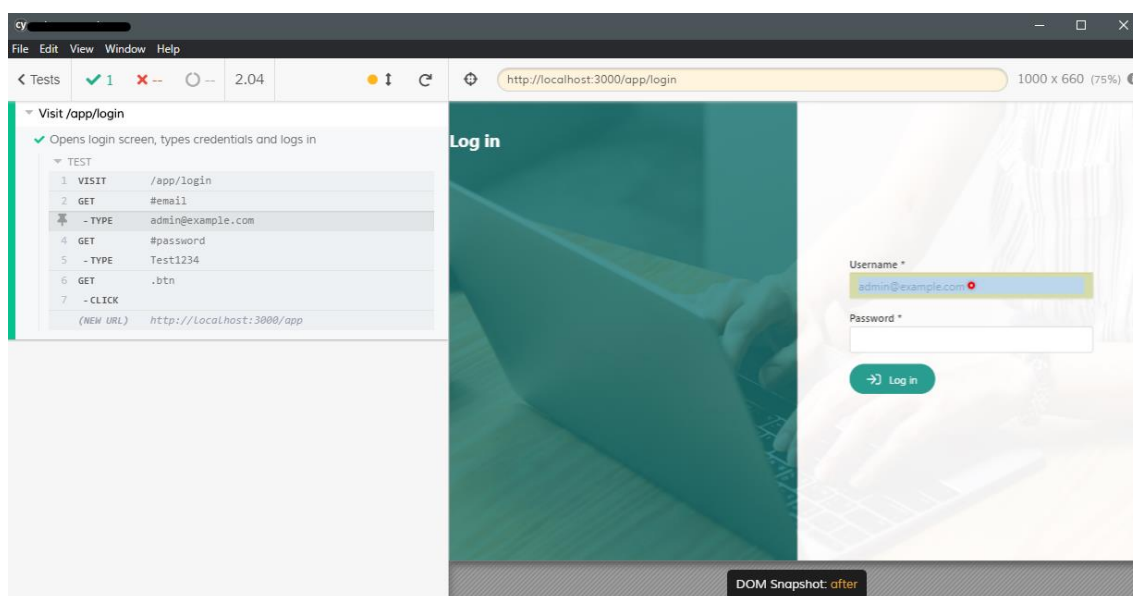 cy
File Edit View Window Help
< Tests 1 -- -- 2.04
http://localhost:3000/app/login
1000 x 660 (75%)
Visit /app/login
Opens login screen, types credentials and logs in
TEST
1 VISIT /app/login
2 GET #email
- TYPE admin@example.com
4 GET #password
5 - TYPE Test1234
6 GET .btn
7 - CLICK
(NEW URL) http://localhost:3000/app
Log in
Username *
admin@example.com
Password *
Log in
DOM Snapshot: after